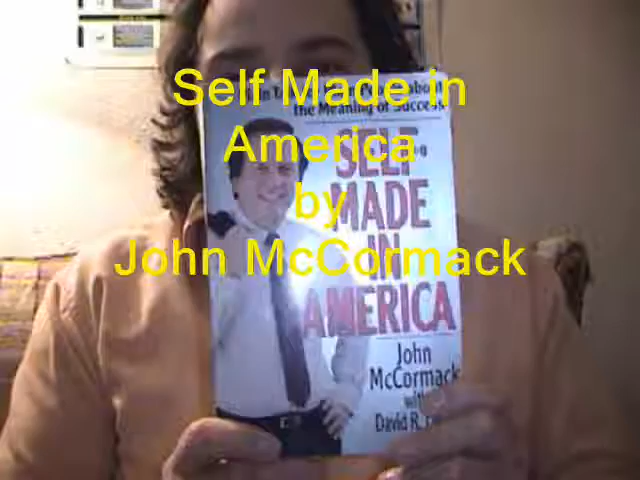 Self Made in
America
by
John McCormack
the Meaning of Success
SELF-
MADE
IN
AMERICA
John
McCormack
with
David R.